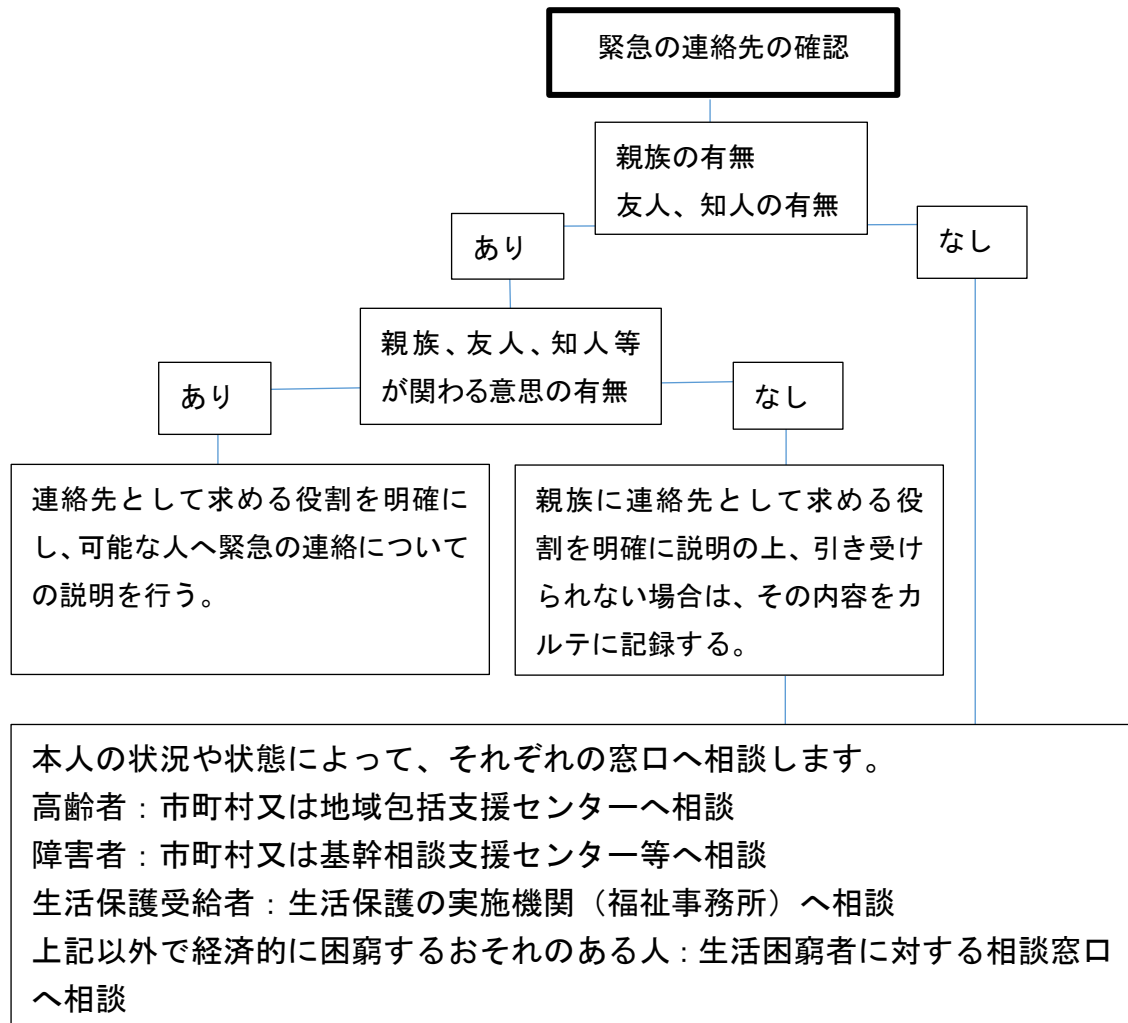 緊急の連絡先の確認
親族の有無
友人、知人の有無
あり
なし
親族、友人、知人等
が関わる意思の有無
あり
なし
連絡先として求める役割を明確に
し、可能な人へ緊急の連絡について
の説明を行う。
親族に連絡先として求める役
割を明確に説明の上、引き受け
られない場合は、その内容をカ
ルテに記録する。
本人の状況や状態によって、それぞれの窓口へ相談します。
高齢者：市町村又は地域包括支援センターへ相談
障害者：市町村又は基幹相談支援センター等へ相談
生活保護受給者：生活保護の実施機関（福祉事務所）へ相談
上記以外で経済的に困窮するおそれのある人：生活困窮者に対する相談窓口
へ相談